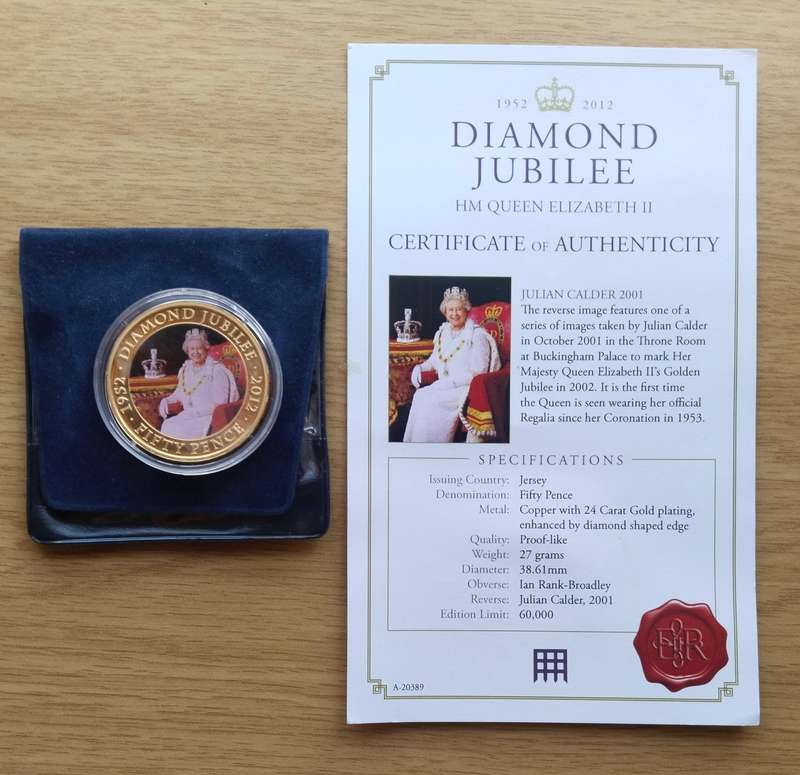 DIAMOND JUBILEE
1952 · 2012
FIFTY PENCE
1952 2012
DIAMOND
JUBILEE
HM QUEEN ELIZABETH II
CERTIFICATE OF AUTHENTICITY
JULIAN CALDER 2001
The reverse image features one of a
series of images taken by Julian Calder
in October 2001 in the Throne Room
at Buckingham Palace to mark Her
Majesty Queen Elizabeth II's Golden
Jubilee in 2002. It is the first time
the Queen is seen wearing her official
Regalia since her Coronation in 1953.
SPECIFICATIONS
Issuing Country: Jersey
Denomination: Fifty Pence
Metal: Copper with 24 Carat Gold plating,
enhanced by diamond shaped edge
Quality: Proof-like
Weight: 27 grams
Diameter: 38.61mm
Obverse: Ian Rank-Broadley
Reverse: Julian Calder, 2001
Edition Limit: 60,000
EIIR
A-20389